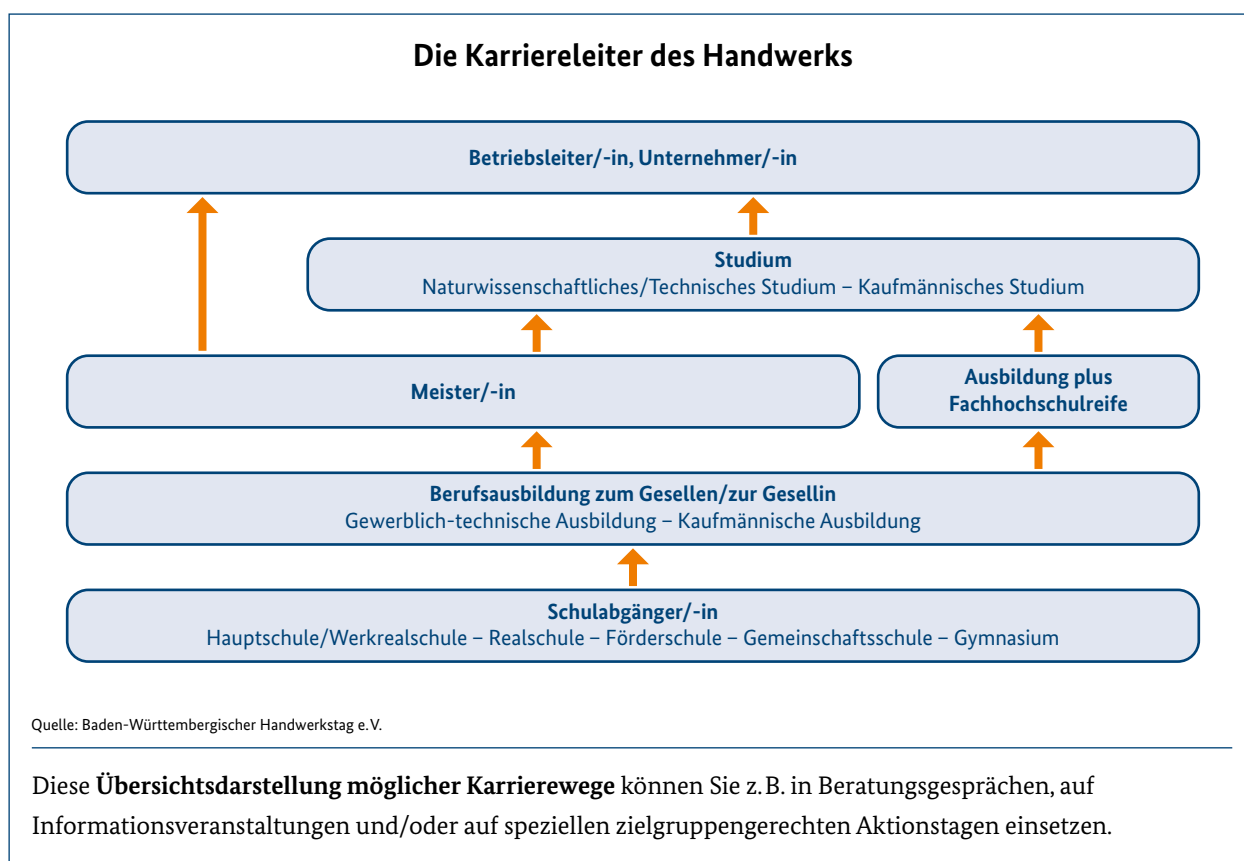 Die Karriereleiter des Handwerks
Betriebsleiter/-in, Unternehmer/-in
Studium
Naturwissenschaftliches/Technisches Studium – Kaufmännisches Studium
Meister/-in
Ausbildung plus
Fachhochschulreife
Berufsausbildung zum Gesellen/zur Gesellin
Gewerblich-technische Ausbildung – Kaufmännische Ausbildung
Schulabgänger/-in
Hauptschule/Werkrealschule – Realschule – Förderschule – Gemeinschaftsschule – Gymnasium
Quelle: Baden-Württembergischer Handwerkstag e.V.
Diese Übersichtsdarstellung möglicher Karrierewege können Sie z.B. in Beratungsgesprächen, auf
Informationsveranstaltungen und/oder auf speziellen zielgruppengerechten Aktionstagen einsetzen.